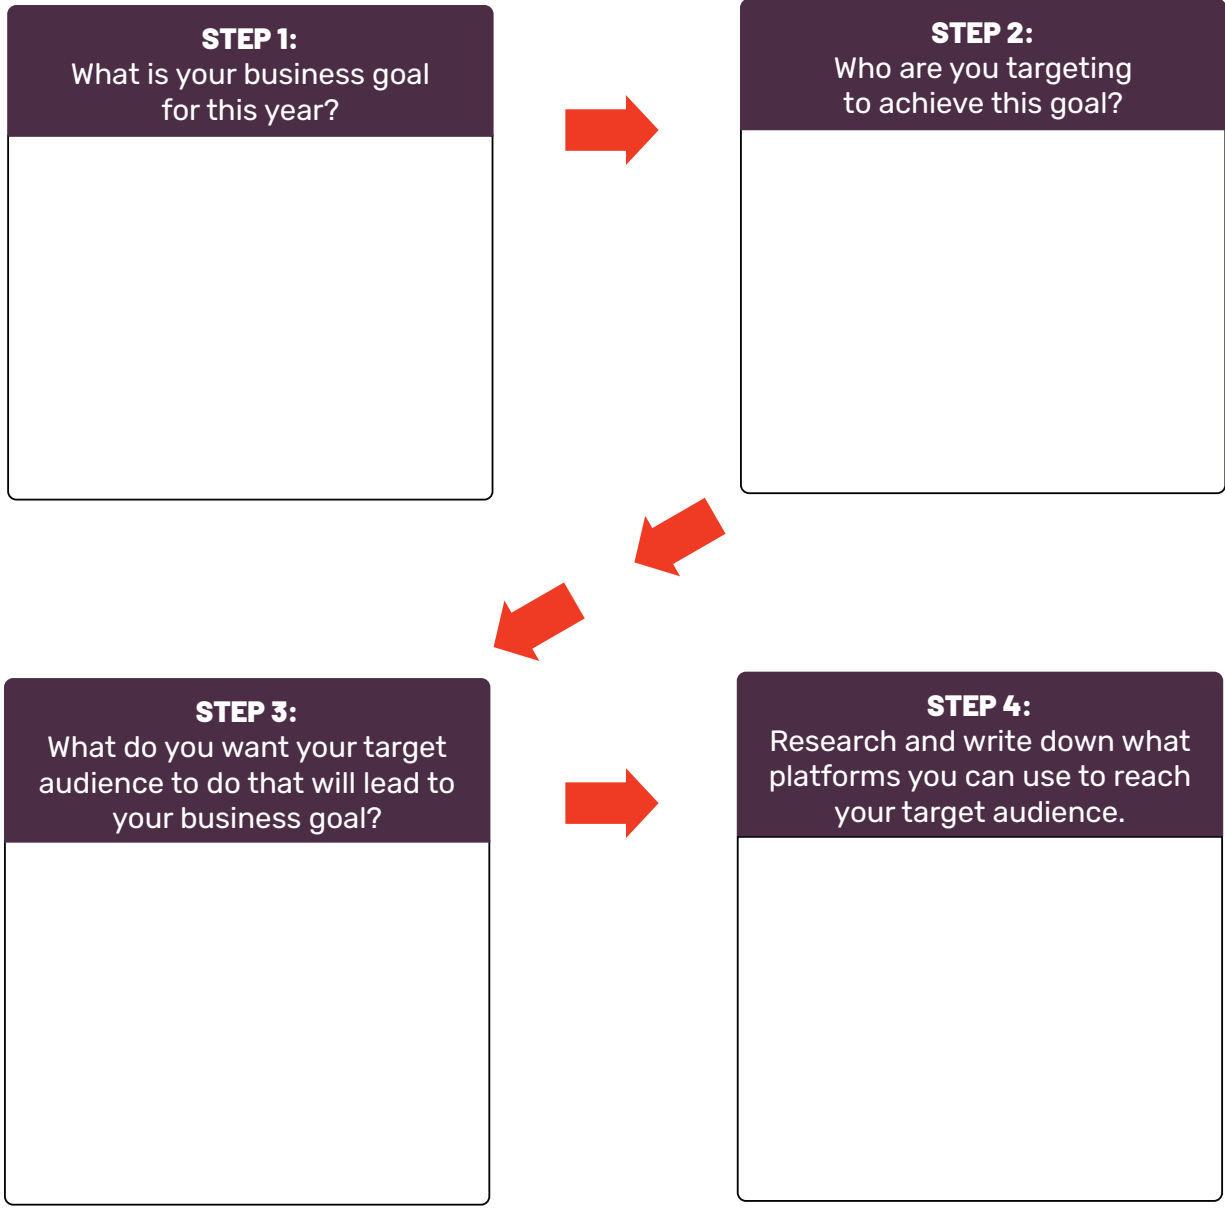 STEP 1:
What is your business goal
for this year?
STEP 2:
Who are you targeting
to achieve this goal?
STEP 3:
What do you want your target
audience to do that will lead to
your business goal?
STEP 4:
Research and write down what
platforms you can use to reach
your target audience.